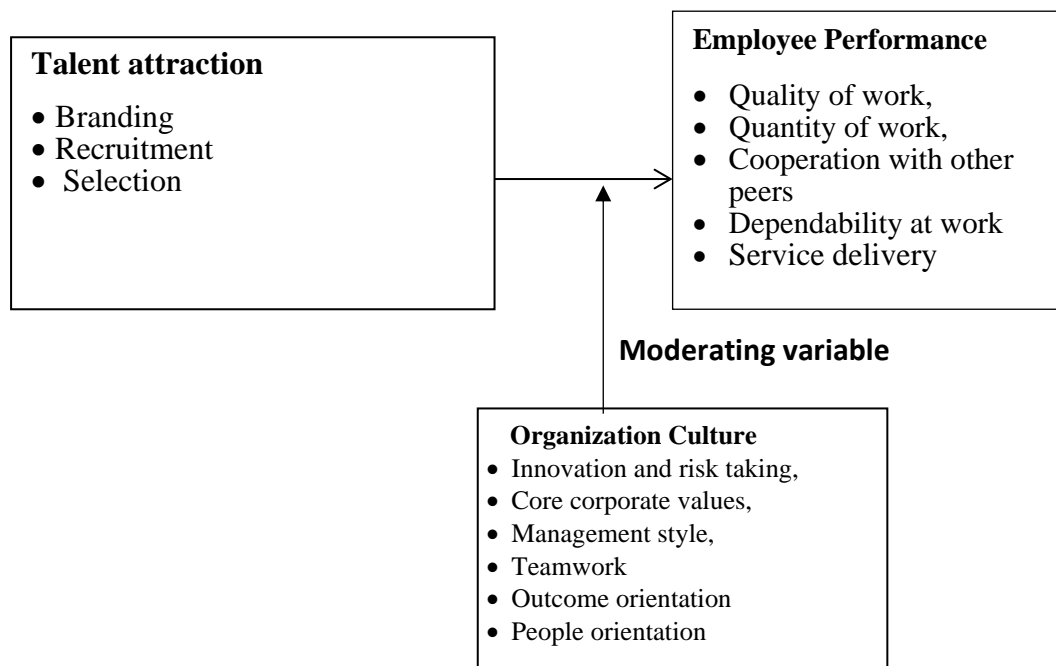 Talent attraction
• Branding
• Recruitment
• Selection
Employee Performance
• Quality of work,
• Quantity of work,
• Cooperation with other
peers
• Dependability at work
• Service delivery
Moderating variable
Organization Culture
• Innovation and risk taking,
• Core corporate values,
• Management style,
• Teamwork
• Outcome orientation
• People orientation